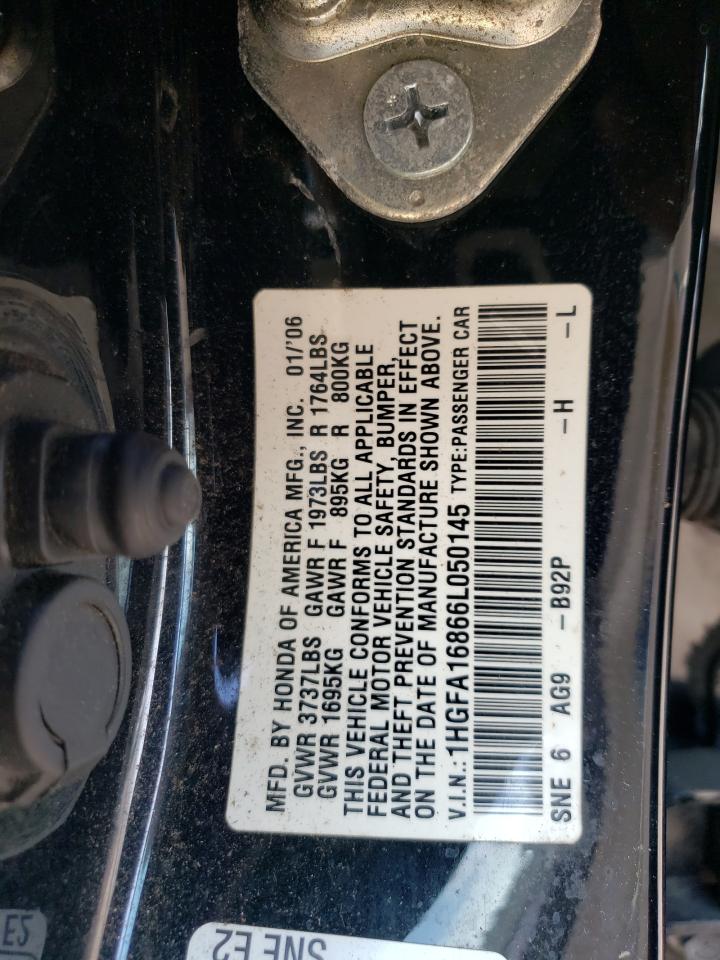 MFD. BY HONDA OF AMERICA MFG., INC. 01/'06
GVWR 3737LBS GAWR F 1973LBS R 1764LBS
GVWR 1695KG GAWR F 895KG R 800KG
THIS VEHICLE CONFORMS TO ALL APPLICABLE
FEDERAL MOTOR VEHICLE SAFETY, BUMPER,
AND THEFT PREVENTION STANDARDS IN EFFECT
ON THE DATE OF MANUFACTURE SHOWN ABOVE.
V.I.N.: 1HGFA16866L050145 TYPE:PASSENGER CAR
SNE 6 AG9 -B92P -H -L
SNE E2
E2